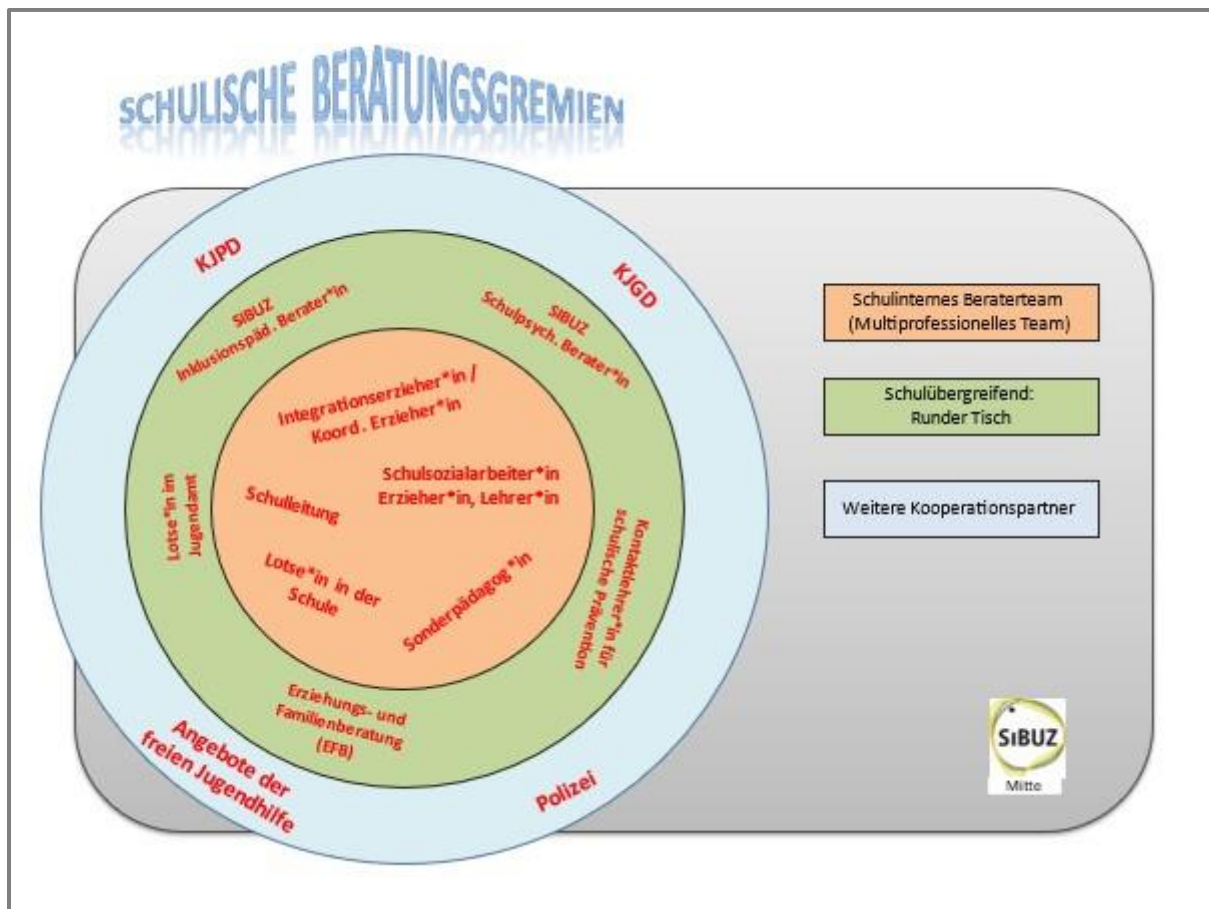 SCHULISCHE BERATUNGSGREMIEN
KJPD
KJGD
SIBUZ
Inklusionspäd. Berater*in
SIBUZ
Schulpsych. Berater*in
Integrationserzieher*in /
Koord. Erzieher*in
Schulsozialarbeiter*in
Erzieher*in, Lehrer*in
Schulleitung
Lotse*in im
Jugendamt
Lotse*in in der
Schule
Sonderpädagog*in
Kontaktlehrer*in für
schulische Prävention
Erziehungs- und
Familienberatung
(EFB)
Angebote der
freien Jugendhilfe
Polizei
Schulinternes Beraterteam
(Multiprofessionelles Team)
Schulübergreifend:
Runder Tisch
Weitere Kooperationspartner
SiBUZ
Mitte